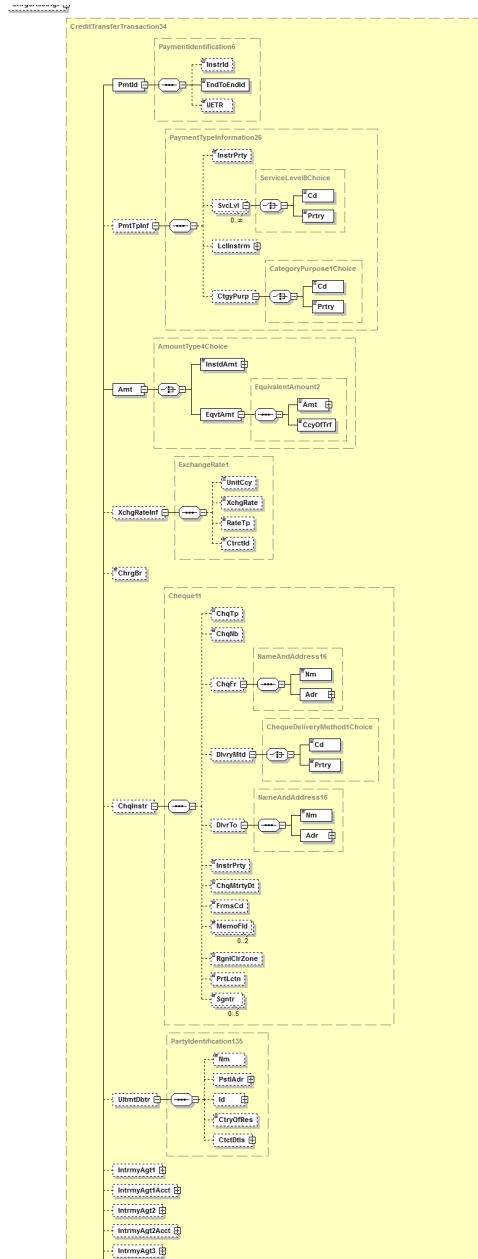 CreditTransferTransaction34
PaymentIdentification6
InstrId
PmtId
EndToEndId
UETR
PaymentTypeInformation26
InstrPrty
ServiceLevel8Choice
Cd
SvcLvl
Prtry
0..∞
PmtTpInf
LclInstrm
CategoryPurpose1Choice
Cd
CtgyPurp
Prtry
AmountType4Choice
InstdAmt
Amt
EquivalentAmount2
Amt
EqvtAmt
CcyOfTrf
ExchangeRate1
UnitCcy
XchgRate
XchgRateInf
RateTp
CtrctId
ChrgBr
Cheque11
ChqTp
ChqNb
NameAndAddress16
Nm
ChqFr
Adr
ChequeDeliveryMethod1Choice
Cd
DlvryMtd
Prtry
NameAndAddress16
ChqInstr
Nm
DlvrTo
Adr
InstrPrty
ChqMtrtyDt
FrmsCd
MemoFld
0..2
RgnlClrZone
PrtLctn
Sgntr
0..5
PartyIdentification135
Nm
PstlAdr
UltmtDbtr
Id
CtryOfRes
CtctDtls
IntrmyAgt1
IntrmyAgt1Acct
IntrmyAgt2
IntrmyAgt2Acct
IntrmyAgt3